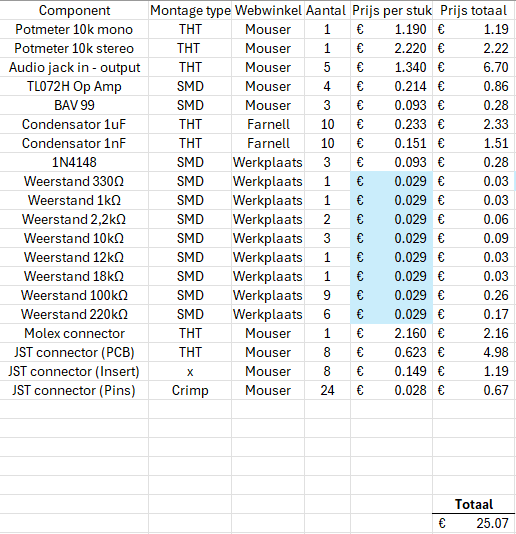 Component Montage type Webwinkel Aantal Prijs per stuk Prijs totaal
Potmeter 10k mono THT Mouser 1 € 1.190 € 1.19
Potmeter 10k stereo THT Mouser 1 € 2.220 € 2.22
Audio jack in - output THT Mouser 5 € 1.340 € 6.70
TL072H Op Amp SMD Mouser 4 € 0.214 € 0.86
BAV 99 SMD Mouser 3 € 0.093 € 0.28
Condensator 1uF THT Farnell 10 € 0.233 € 2.33
Condensator 1nF THT Farnell 10 € 0.151 € 1.51
1N4148 SMD Werkplaats 3 € 0.093 € 0.28
Weerstand 330Ω SMD Werkplaats 1 € 0.029 € 0.03
Weerstand 1kΩ SMD Werkplaats 1 € 0.029 € 0.03
Weerstand 2,2kΩ SMD Werkplaats 2 € 0.029 € 0.06
Weerstand 10kΩ SMD Werkplaats 3 € 0.029 € 0.09
Weerstand 12kΩ SMD Werkplaats 1 € 0.029 € 0.03
Weerstand 18kΩ SMD Werkplaats 1 € 0.029 € 0.03
Weerstand 100kΩ SMD Werkplaats 9 € 0.029 € 0.26
Weerstand 220kΩ SMD Werkplaats 6 € 0.029 € 0.17
Molex connector THT Mouser 1 € 2.160 € 2.16
JST connector (PCB) THT Mouser 8 € 0.623 € 4.98
JST connector (Insert) x Mouser 8 € 0.149 € 1.19
JST connector (Pins) Crimp Mouser 24 € 0.028 € 0.67
Totaal
€ 25.07